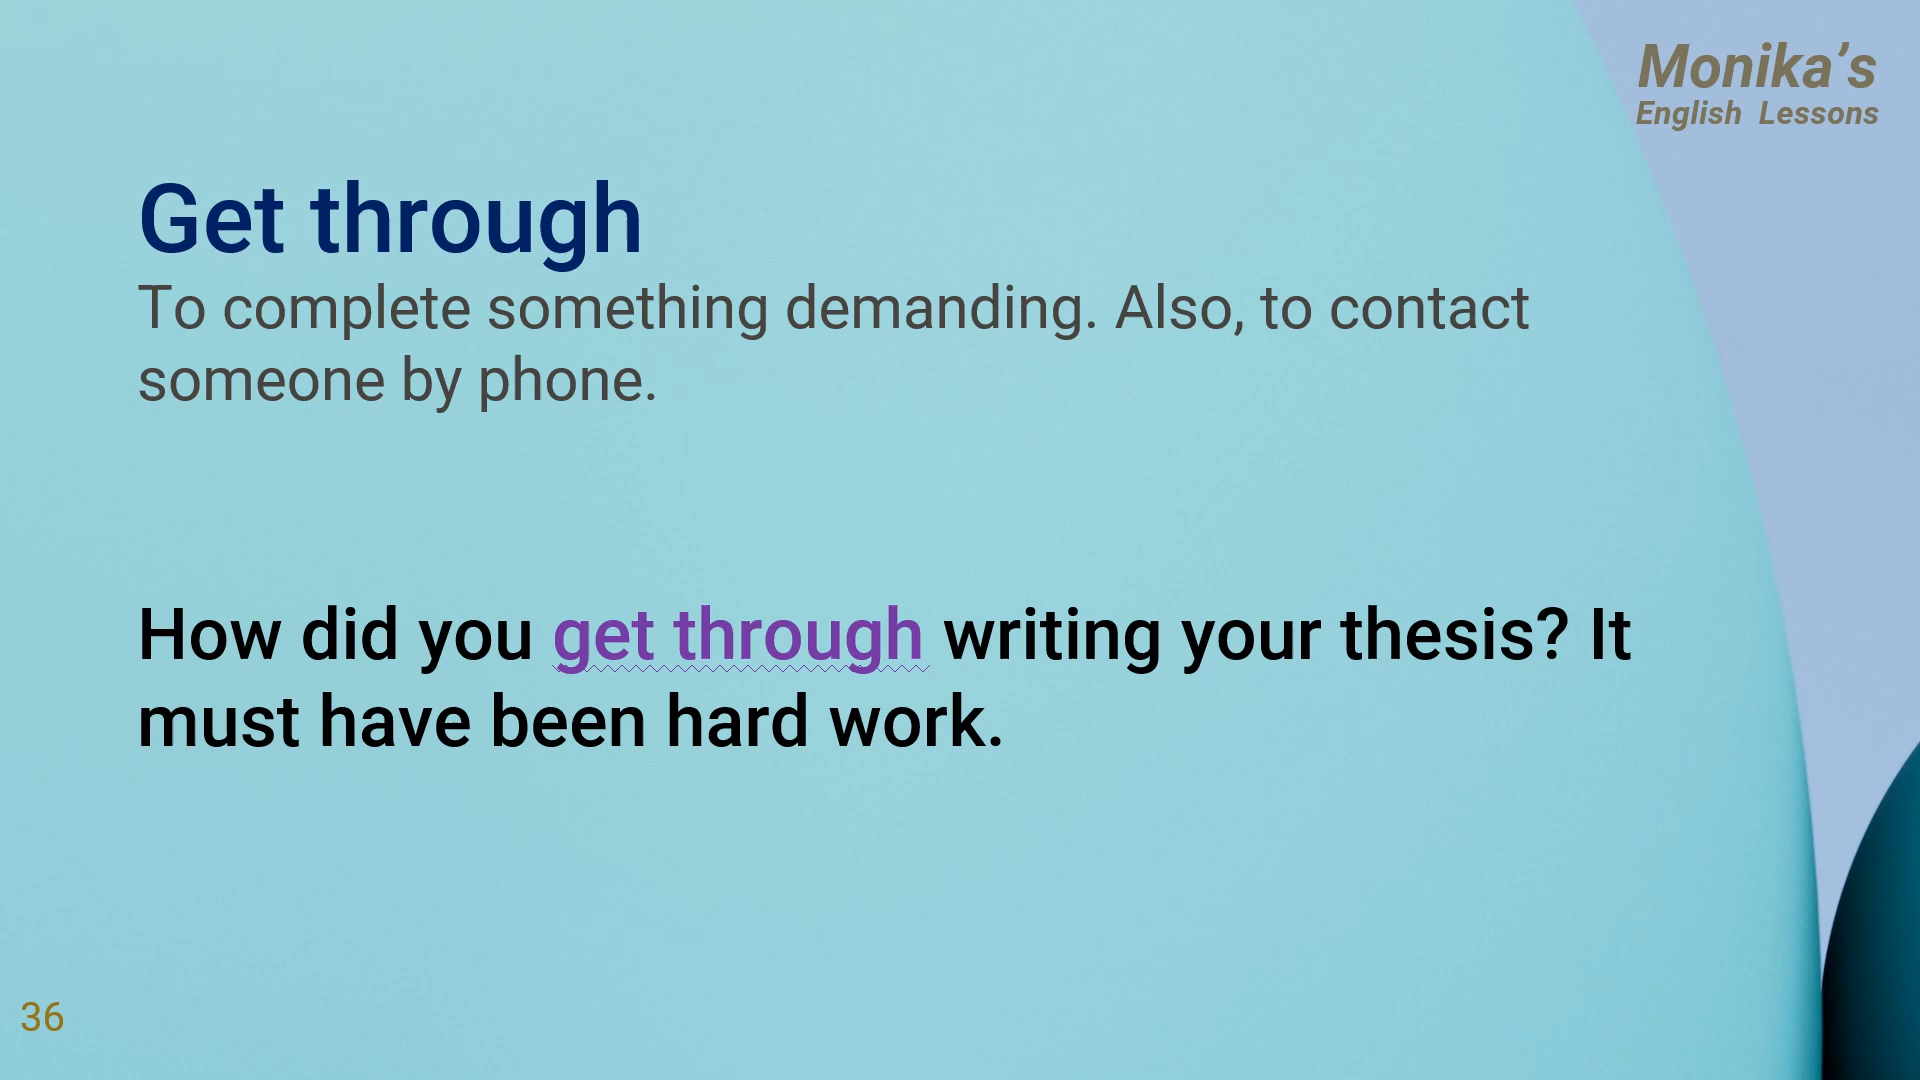 Monika’s
English Lessons
Get through
To complete something demanding. Also, to contact
someone by phone.
How did you get through writing your thesis? It
must have been hard work.
36